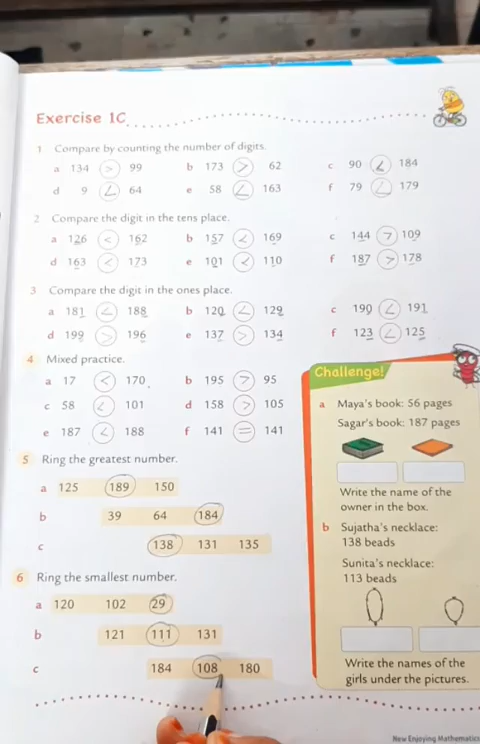 Exercise 1C
1 Compare by counting the number of digits.
a 134 > 99 b 173 > 62 c 90 < 184
d 9 < 64 e 58 < 163 f 79 < 179
2 Compare the digit in the tens place.
a 126 < 162 b 157 < 169 c 144 > 109
d 163 < 173 e 101 < 110 f 187 > 178
3 Compare the digit in the ones place.
a 181 < 188 b 120 < 129 c 190 < 191
d 199 > 196 e 137 > 134 f 123 < 125
4 Mixed practice.
a 17 < 170 b 195 > 95
c 58 < 101 d 158 > 105
e 187 < 188 f 141 = 141
5 Ring the greatest number.
a 125 189 150
b 39 64 184
c 138 131 135
6 Ring the smallest number.
a 120 102 29
b 121 111 131
c 184 108 180
Challenge!
a Maya's book: 56 pages
Sagar's book: 187 pages
Write the name of the
owner in the box.
b Sujatha's necklace:
138 beads
Sunita's necklace:
113 beads
Write the names of the
girls under the pictures.
New Enjoying Mathematics